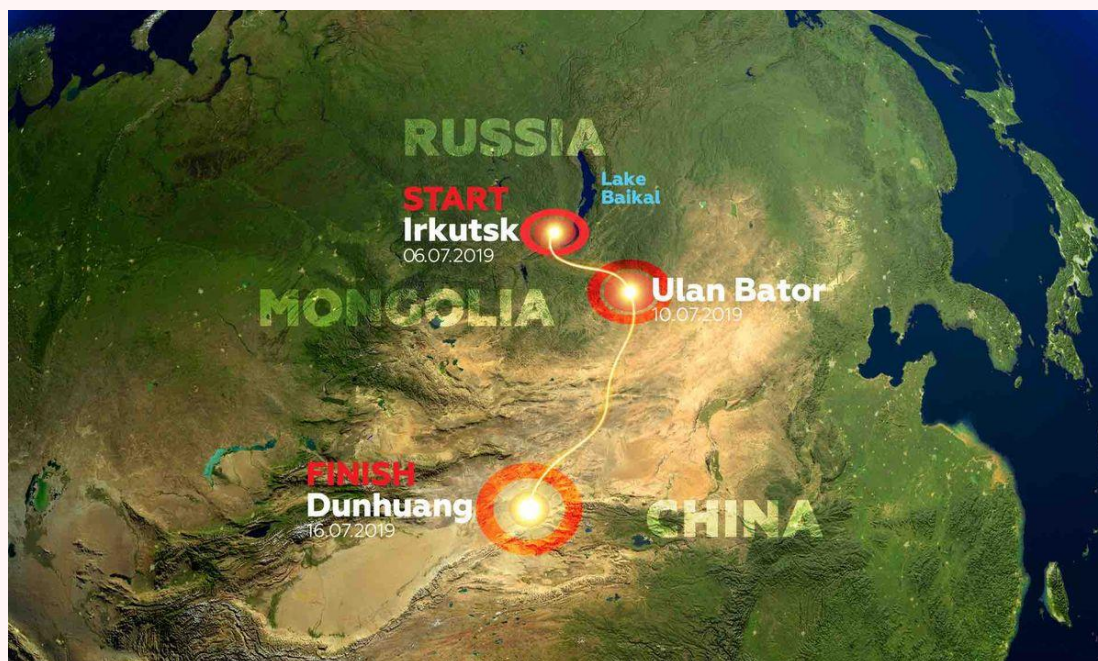 RUSSIA
Lake
Baikal
START
Irkutsk
06.07.2019
MONGOLIA
Ulan Bator
10.07.2019
FINISH
Dunhuang
16.07.2019
CHINA